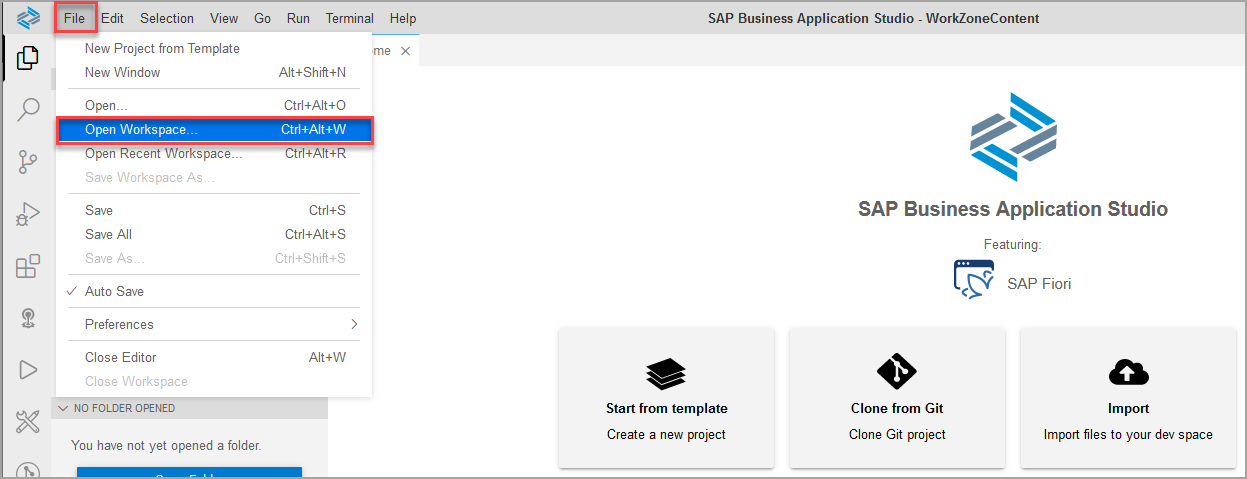 File Edit Selection View Go Run Terminal Help SAP Business Application Studio - WorkZoneContent
New Project from Template
New Window Alt+Shift+N
Open... Ctrl+Alt+O
Open Workspace... Ctrl+Alt+W
Open Recent Workspace... Ctrl+Alt+R
Save Workspace As...
Save Ctrl+S
Save All Ctrl+Alt+S
Save As... Ctrl+Shift+S
Auto Save
Preferences
Close Editor Alt+W
Close Workspace
NO FOLDER OPENED
You have not yet opened a folder.
me
SAP Business Application Studio
Featuring:
SAP Fiori
Start from template
Create a new project
Clone from Git
Clone Git project
Import
Import files to your dev space